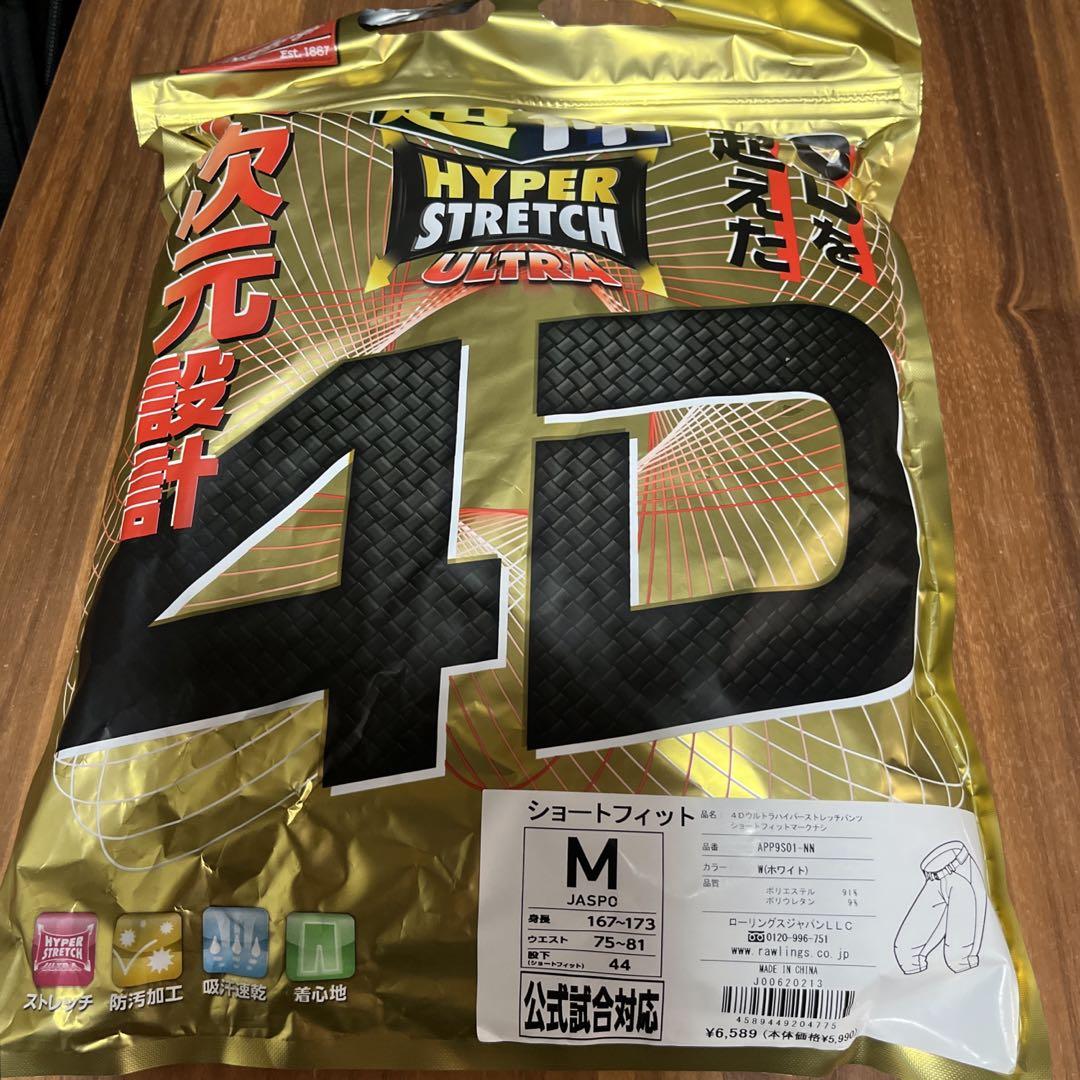 Est. 1887
次元設計
超伸
HYPER
STRETCH
ULTRA
を
超えた
4D
ショートフィット
M
JASPO
身長 167~173
ウエスト 75~81
股下
(ショートフィット) 44
公式試合対応
品名 4Dウルトラハイパーストレッチパンツ
ショートフィットマークナシ
品番 APP9S01-NN
カラー W(ホワイト)
品質
ポリエステル 91%
ポリウレタン 9%
ローリングスジャパンLLC
0120-996-751
www.rawlings.co.jp
MADE IN CHINA
J00620213
4589449204775
¥6,589 (本体価格¥5,990)
HYPER
STRETCH
ULTRA
ストレッチ
防汚加工
吸汗速乾
着心地